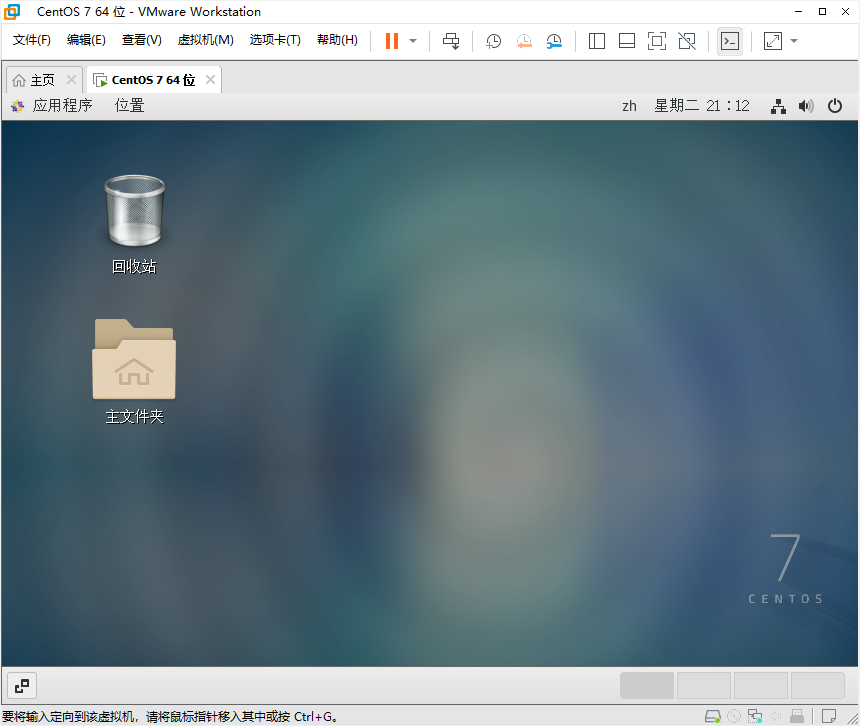 CentOS 7 64 位 - VMware Workstation
文件(F) 编辑(E) 查看(V) 虚拟机(M) 选项卡(T) 帮助(H)
主页 CentOS 7 64 位
应用程序 位置 zh 星期二 21：12
回收站
主文件夹
7
CENTOS
要将输入定向到该虚拟机，请将鼠标指针移入其中或按 Ctrl+G。